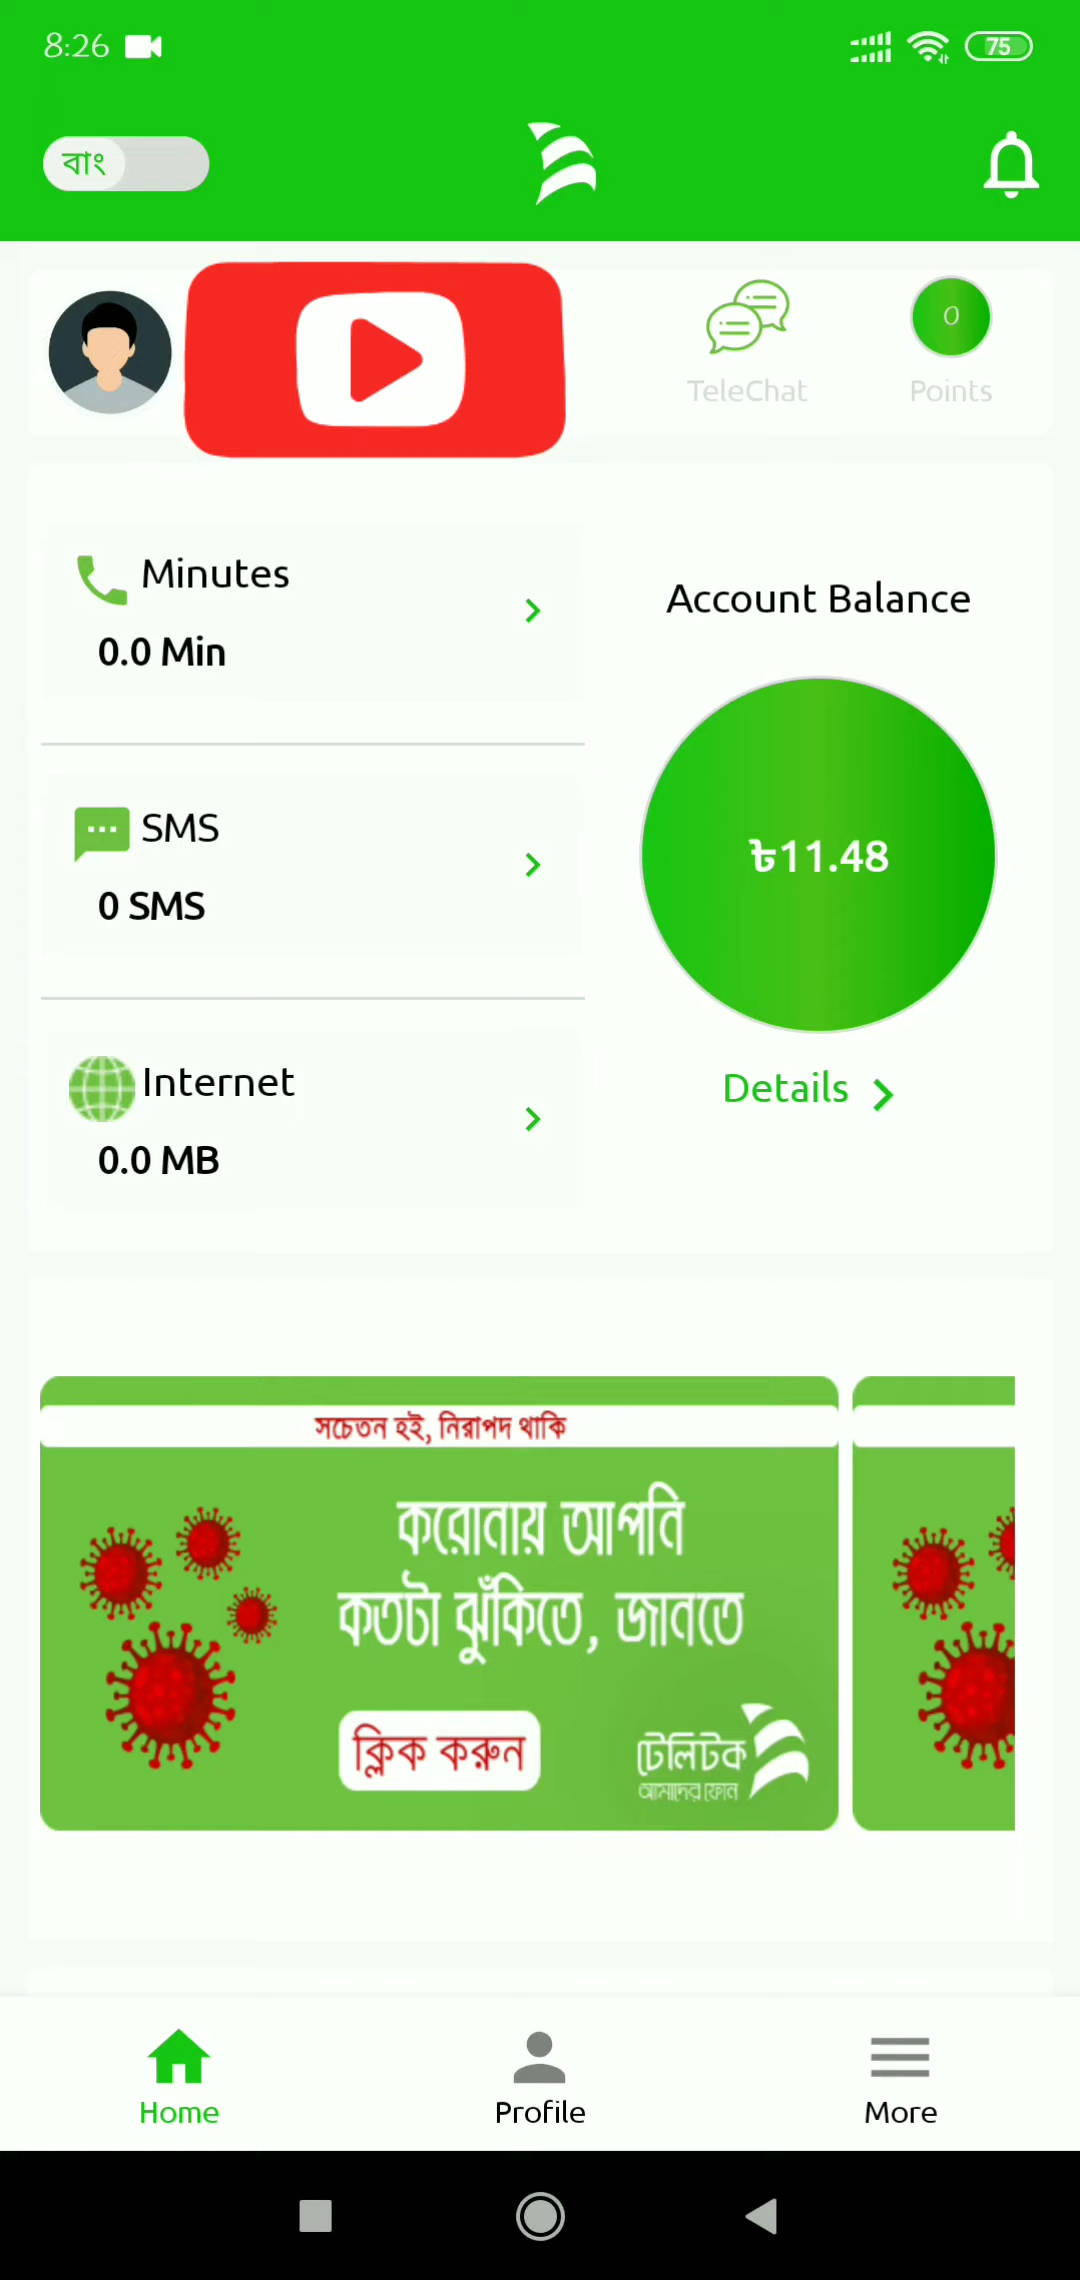 8:26
75
বাং
0
TeleChat
Points
Minutes
0.0 Min
Account Balance
SMS
0 SMS
৳11.48
Internet
0.0 MB
Details
সচেতন হই, নিরাপদ থাকি
করোনায় আপনি
কতটা ঝুঁকিতে, জানতে
ক্লিক করুন
টেলিটক
আমাদের ফোন
Home
Profile
More